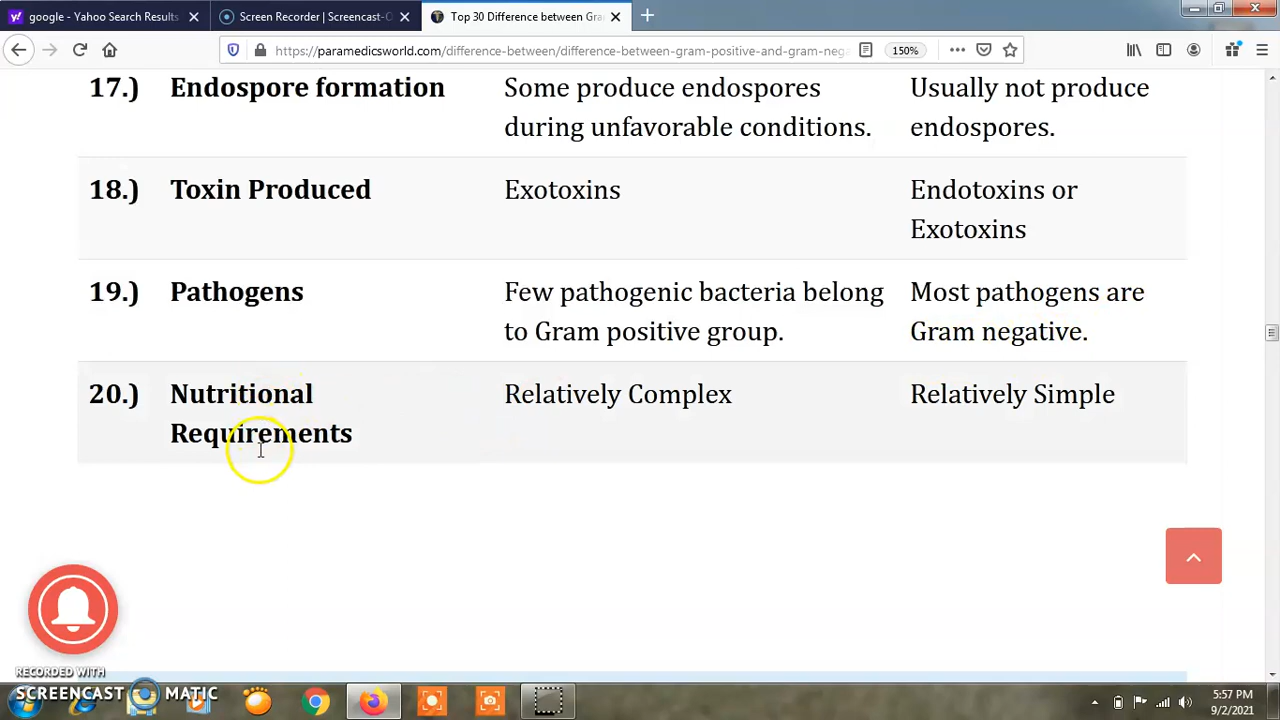 google - Yahoo Search Results
Screen Recorder | Screencast-O
Top 30 Difference between Gra
https://paramedicsworld.com/difference-between/difference-between-gram-positive-and-gram-neg
150%
17.) Endospore formation Some produce endospores Usually not produce
during unfavorable conditions. endospores.
18.) Toxin Produced Exotoxins Endotoxins or
Exotoxins
19.) Pathogens Few pathogenic bacteria belong Most pathogens are
to Gram positive group. Gram negative.
20.) Nutritional Relatively Complex Relatively Simple
Requirements
RECORDED WITH
SCREENCAST MATIC
5:57 PM
9/2/2021